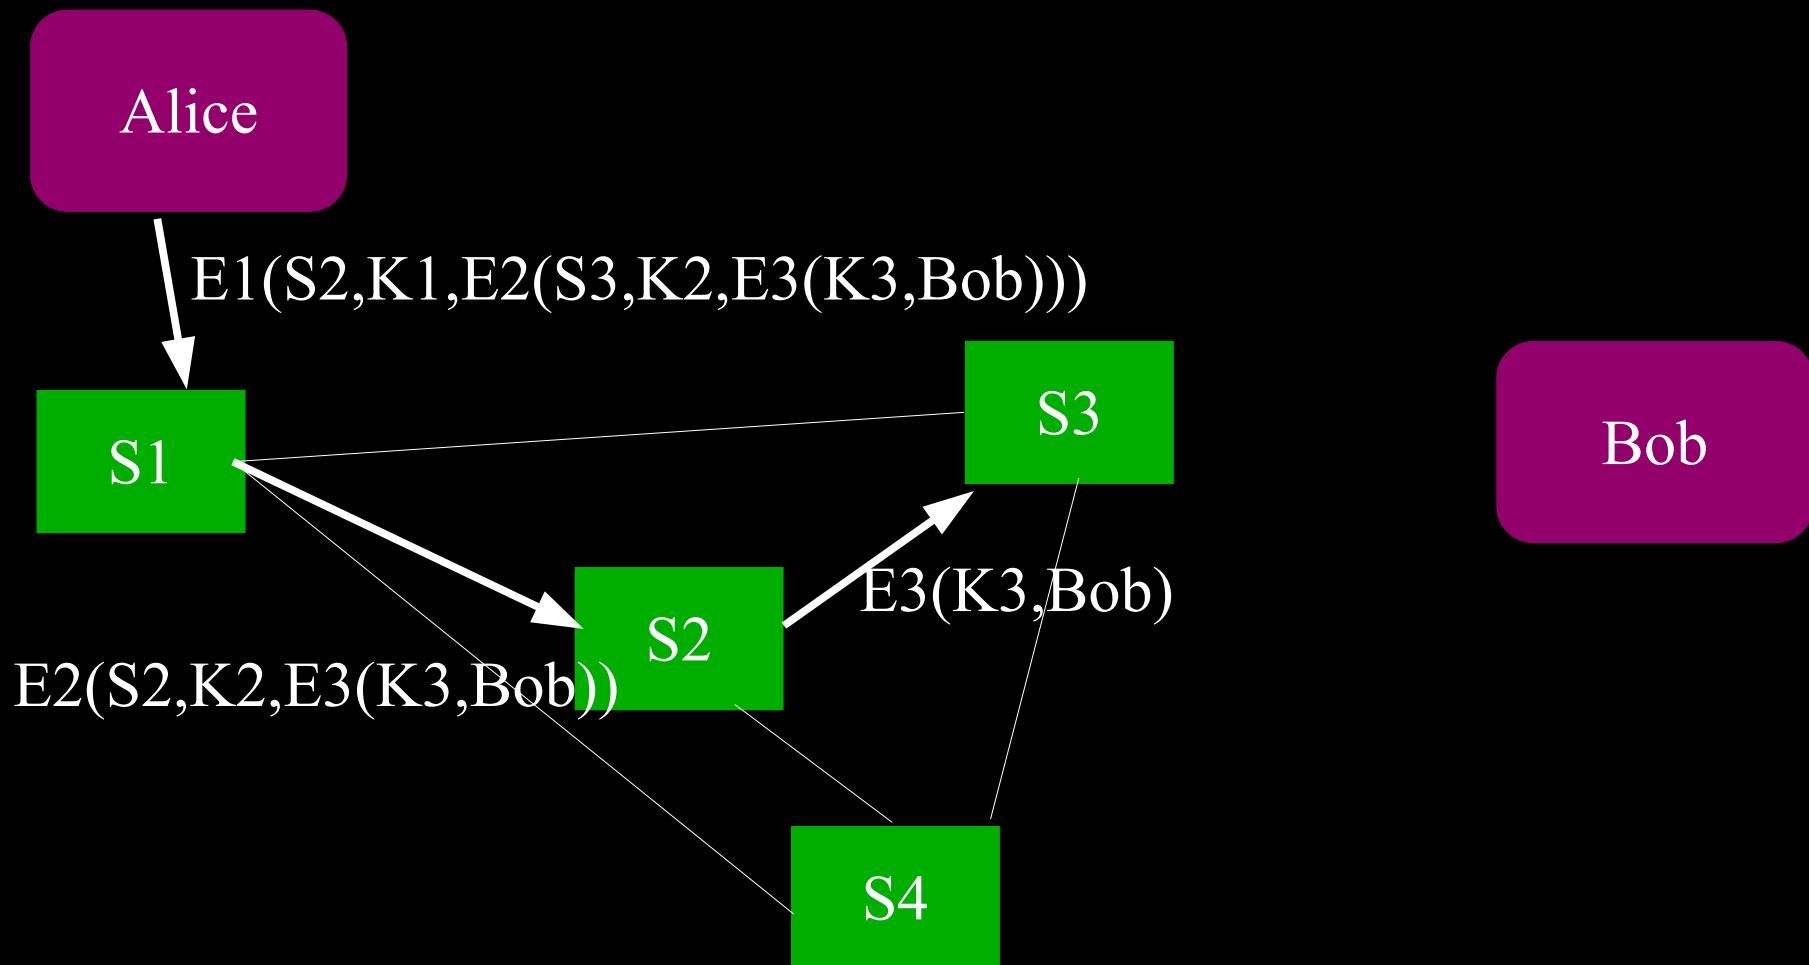 Alice
E1(S2,K1,E2(S3,K2,E3(K3,Bob)))
S3
Bob
S1
E3(K3,Bob)
S2
E2(S2,K2,E3(K3,Bob))
S4